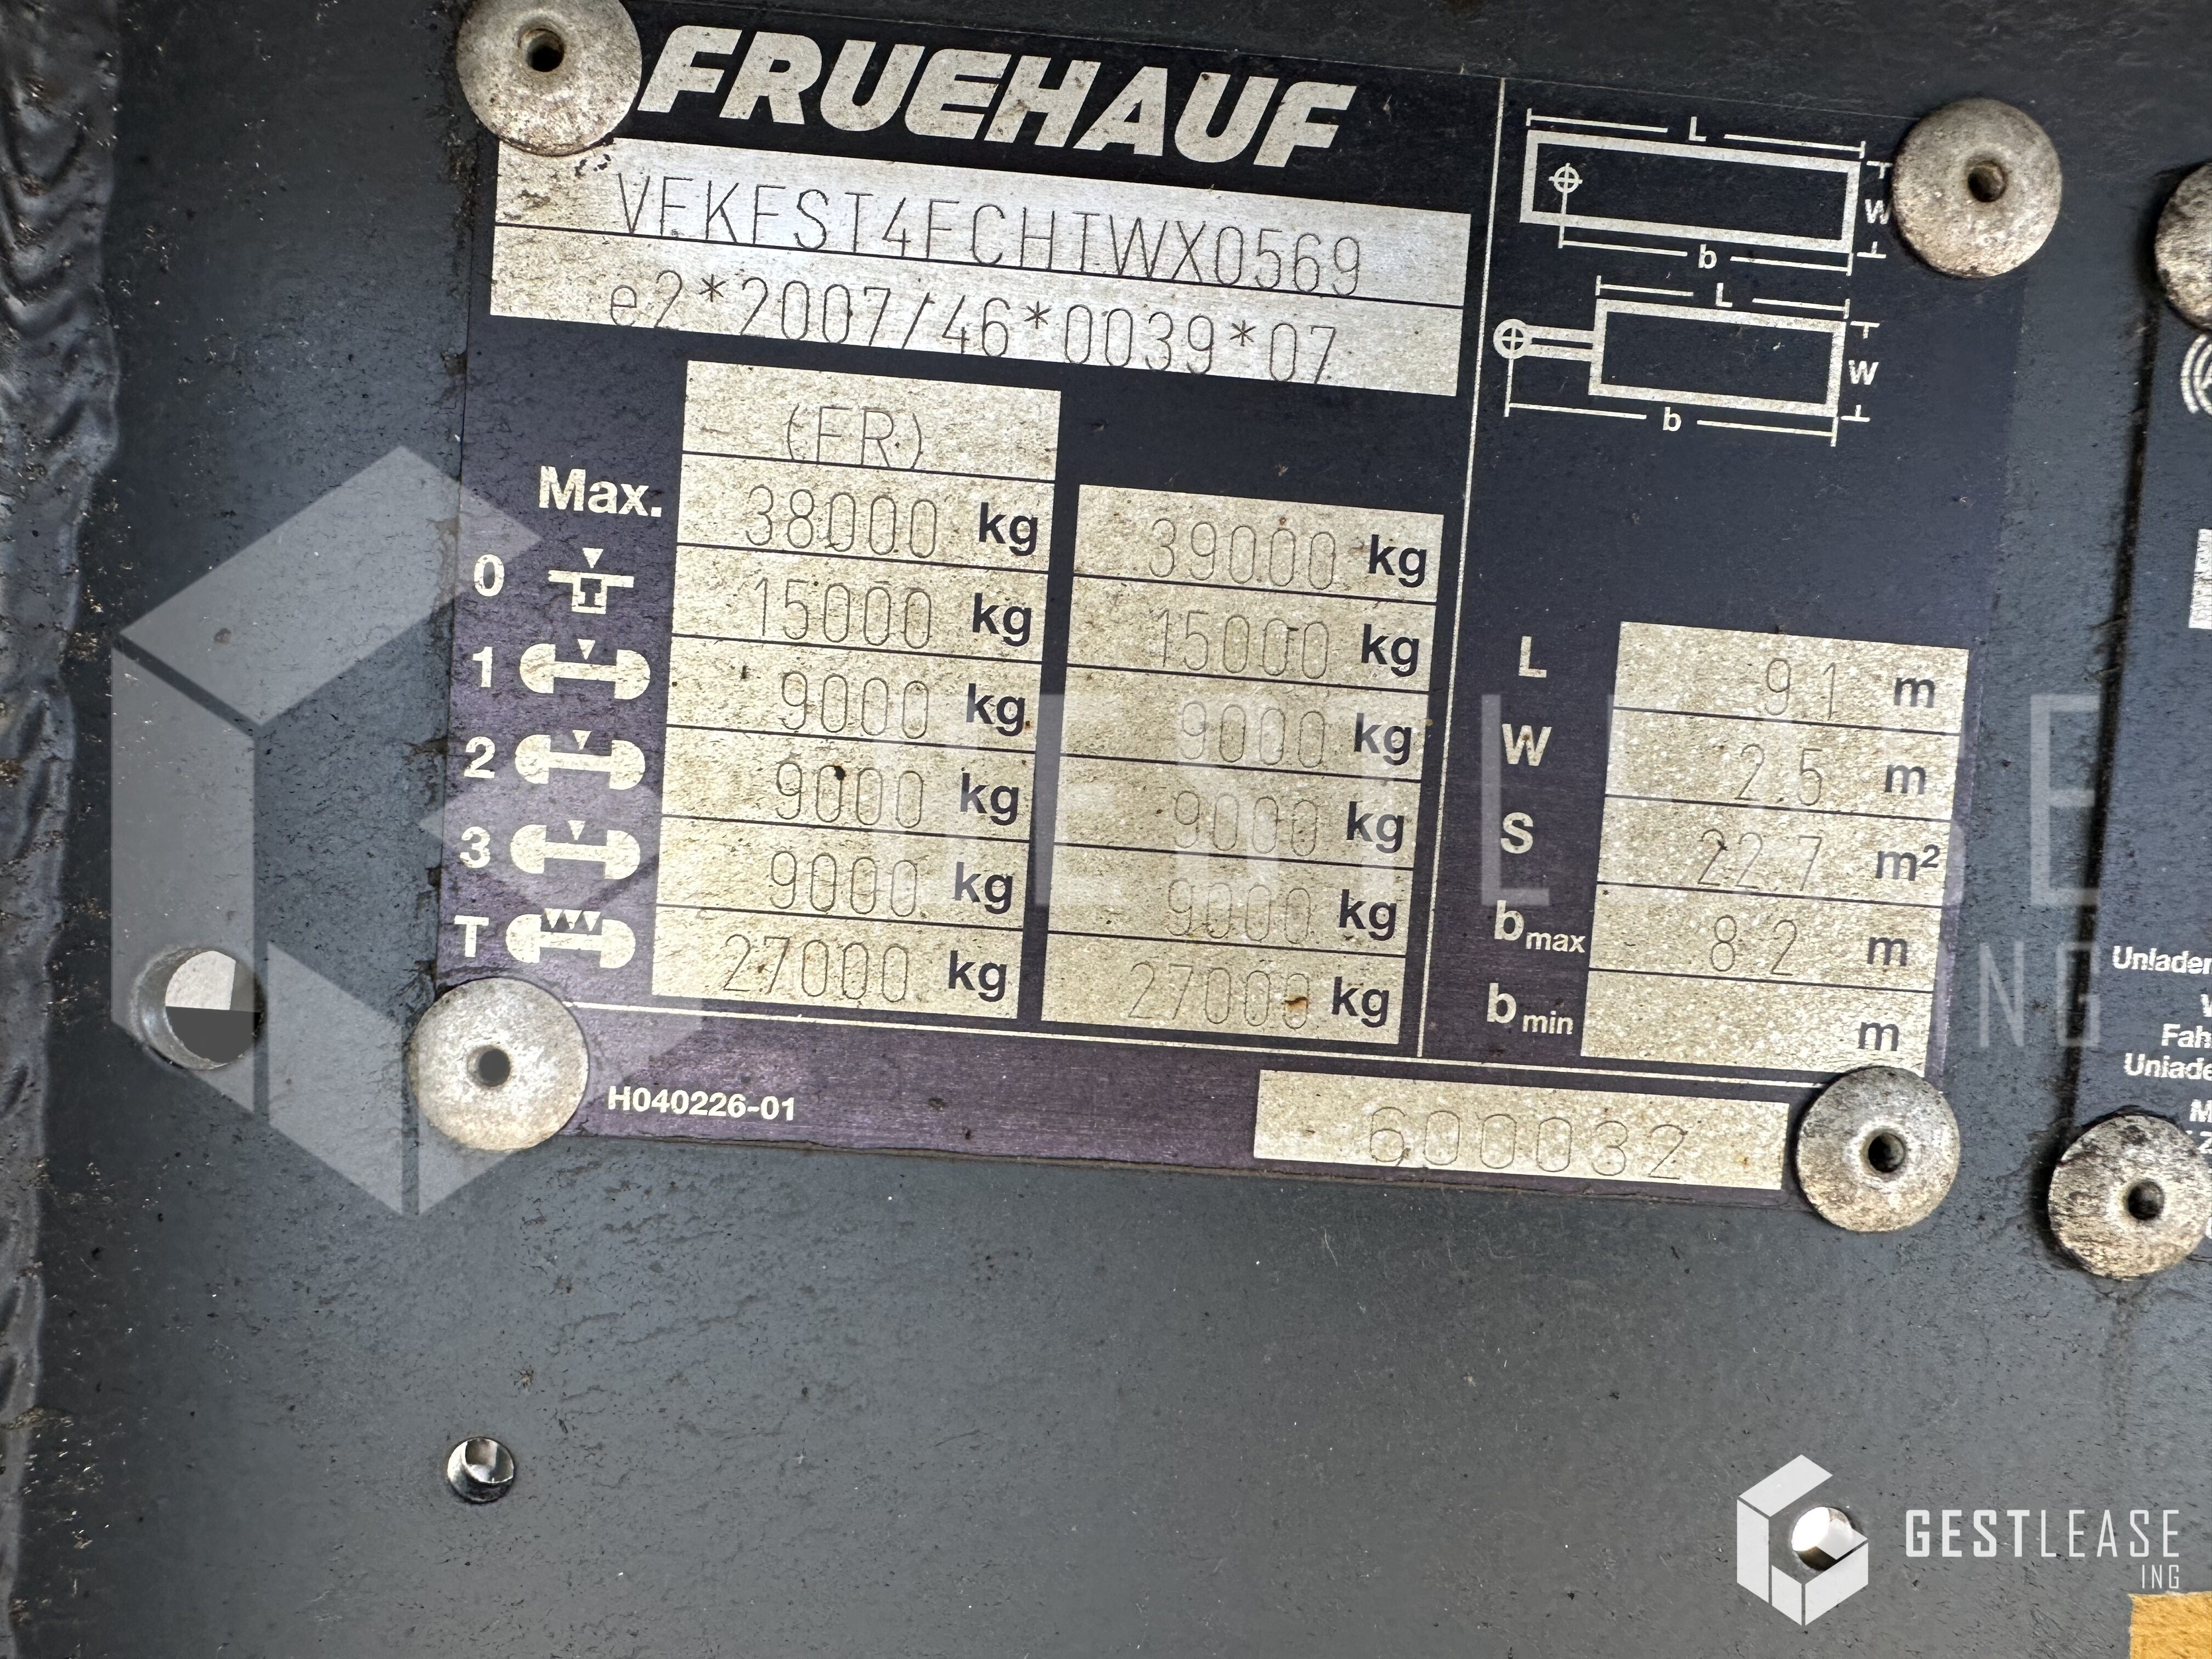 FRUEHAUF
VFKFST4FCHTWX0569
e2*2007/46*0039*07
(FR)
Max. 38000 kg 39000 kg
0 15000 kg 15000 kg
1 9000 kg 9000 kg
2 9000 kg 9000 kg
3 9000 kg 9000 kg
T 27000 kg 27000 kg
H040226-01
L
W
b
L
W
b
L 9.1 m
W 2.5 m
S 22.7 m²
b max 8.2 m
b min m
600032
GESTLEASE
ING